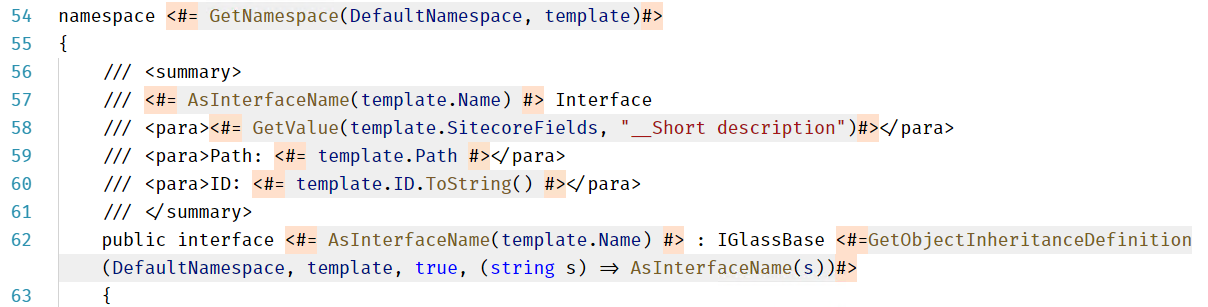 54 namespace <#= GetNamespace(DefaultNamespace, template)#>
55 {
56 /// <summary>
57 /// <#= AsInterfaceName(template.Name) #> Interface
58 /// <para><#= GetValue(template.SitecoreFields, "__Short description")#></para>
59 /// <para>Path: <#= template.Path #></para>
60 /// <para>ID: <#= template.ID.ToString() #></para>
61 /// </summary>
62 public interface <#= AsInterfaceName(template.Name) #> : IGlassBase <#=GetObjectInheritanceDefinition
(DefaultNamespace, template, true, (string s) => AsInterfaceName(s))#>
63 {